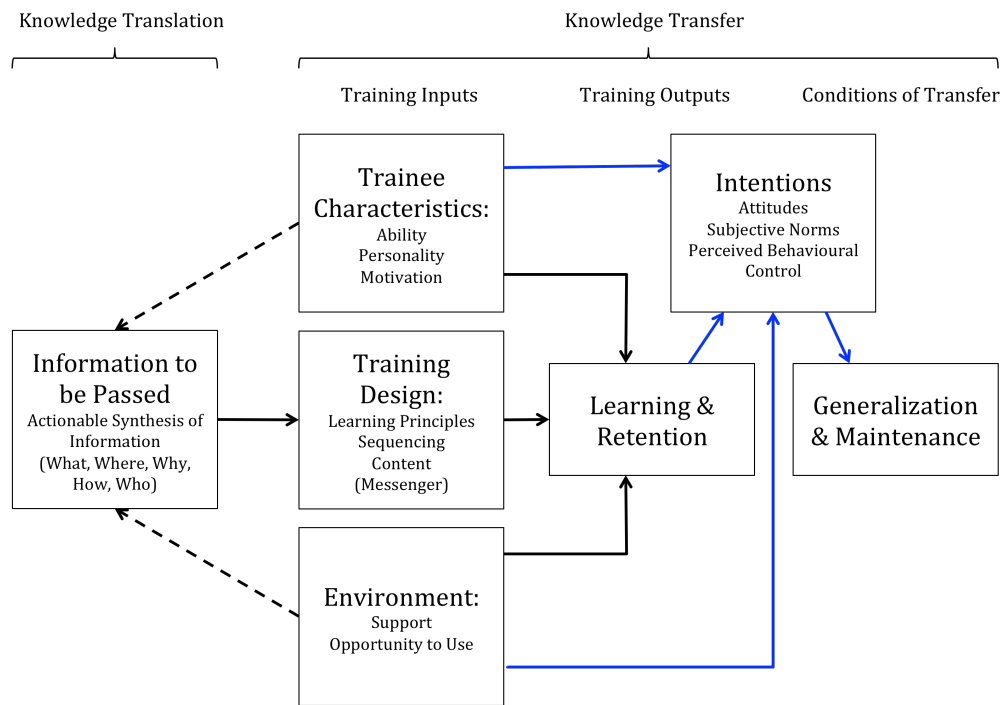 Knowledge Translation
Knowledge Transfer
Training Inputs
Training Outputs
Conditions of Transfer
Trainee
Characteristics:
Ability
Personality
Motivation
Intentions
Attitudes
Subjective Norms
Perceived Behavioural
Control
Information to
be Passed
Actionable Synthesis of
Information
(What, Where, Why,
How, Who)
Training
Design:
Learning Principles
Sequencing
Content
(Messenger)
Learning &
Retention
Generalization
& Maintenance
Environment:
Support
Opportunity to Use